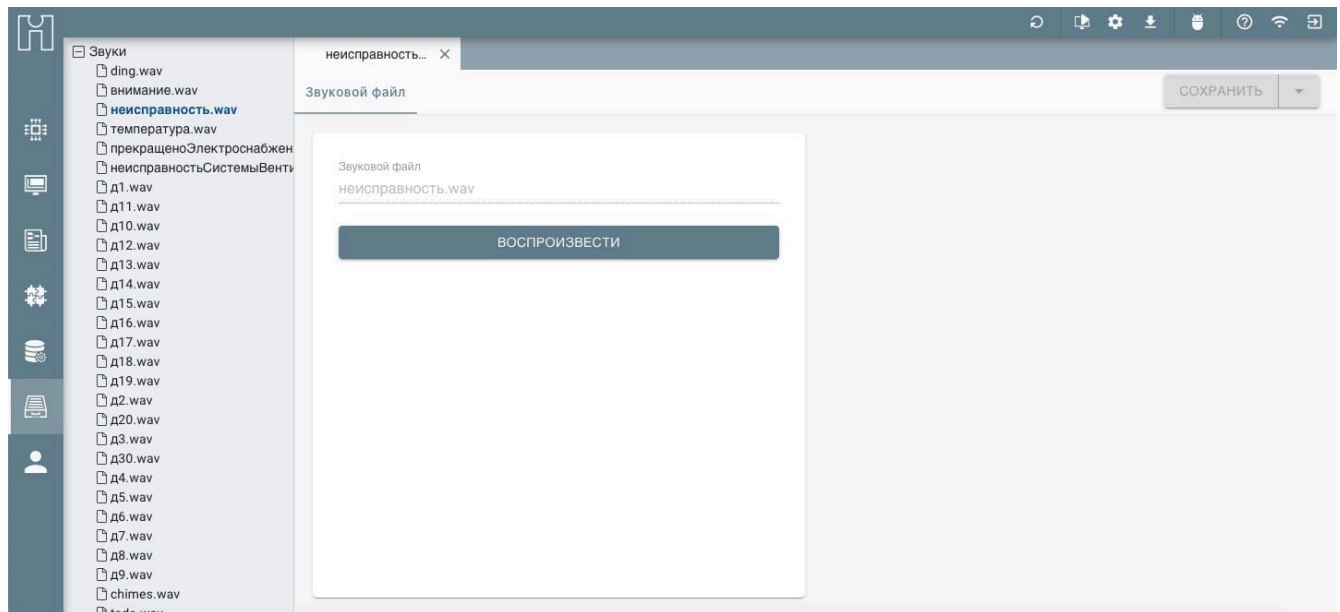 Звуки
ding.wav
внимание.wav
неисправность.wav
температура.wav
прекращеноЭлектроснабжен
неисправностьСистемыВенти
д1.wav
д11.wav
д10.wav
д12.wav
д13.wav
д14.wav
д15.wav
д16.wav
д17.wav
д18.wav
д19.wav
д2.wav
д20.wav
д3.wav
д30.wav
д4.wav
д5.wav
д6.wav
д7.wav
д8.wav
д9.wav
chimes.wav
неисправность...
Звуковой файл
СОХРАНИТЬ
Звуковой файл
неисправность.wav
ВОСПРОИЗВЕСТИ